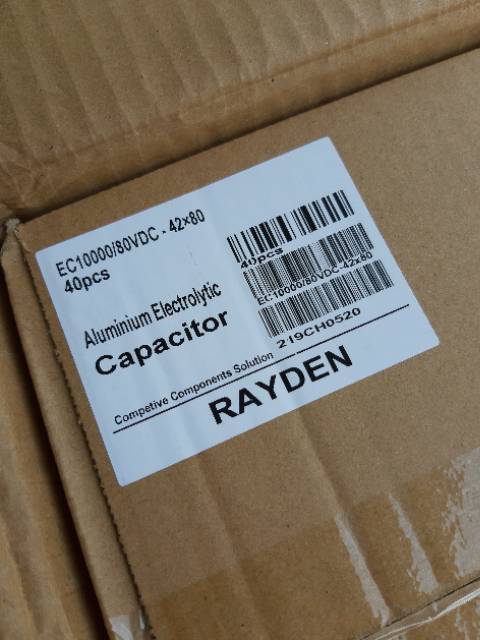 EC10000/80VDC - 42×80
40pcs
Aluminium Electrolytic
Capacitor
40pcs
EC10000/80VDC-42x80
219CH0520
Competive Components Solution
RAYDEN